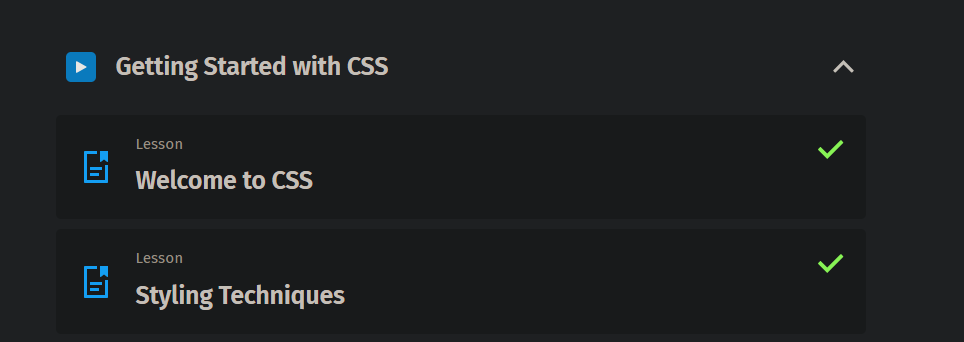 Getting Started with CSS
Lesson
Welcome to CSS
Lesson
Styling Techniques